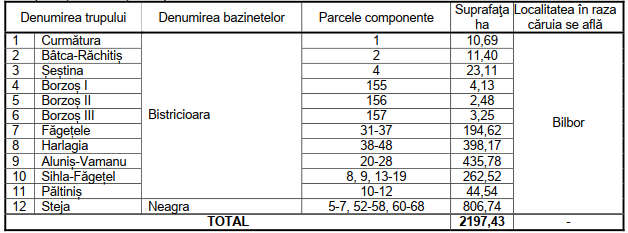 Denumirea trupului Denumirea bazinetelor Parcele componente Suprafaţa ha Localitatea în raza căruia se află
1 Curmătura Bistricioara 1 10,69 Bilbor
2 Bâtca-Răchitiș 2 11,40
3 Șeștina 4 23,11
4 Borzoș I 155 4,13
5 Borzoș II 156 2,48
6 Borzoș III 157 3,25
7 Făgețele 31-37 194,62
8 Harlagia 38-48 398,17
9 Aluniș-Vamanu 20-28 435,78
10 Sihla-Făgețel 8, 9, 13-19 262,52
11 Păltiniș 10-12 44,54
12 Steja Neagra 5-7, 52-58, 60-68 806,74
TOTAL 2197,43 -